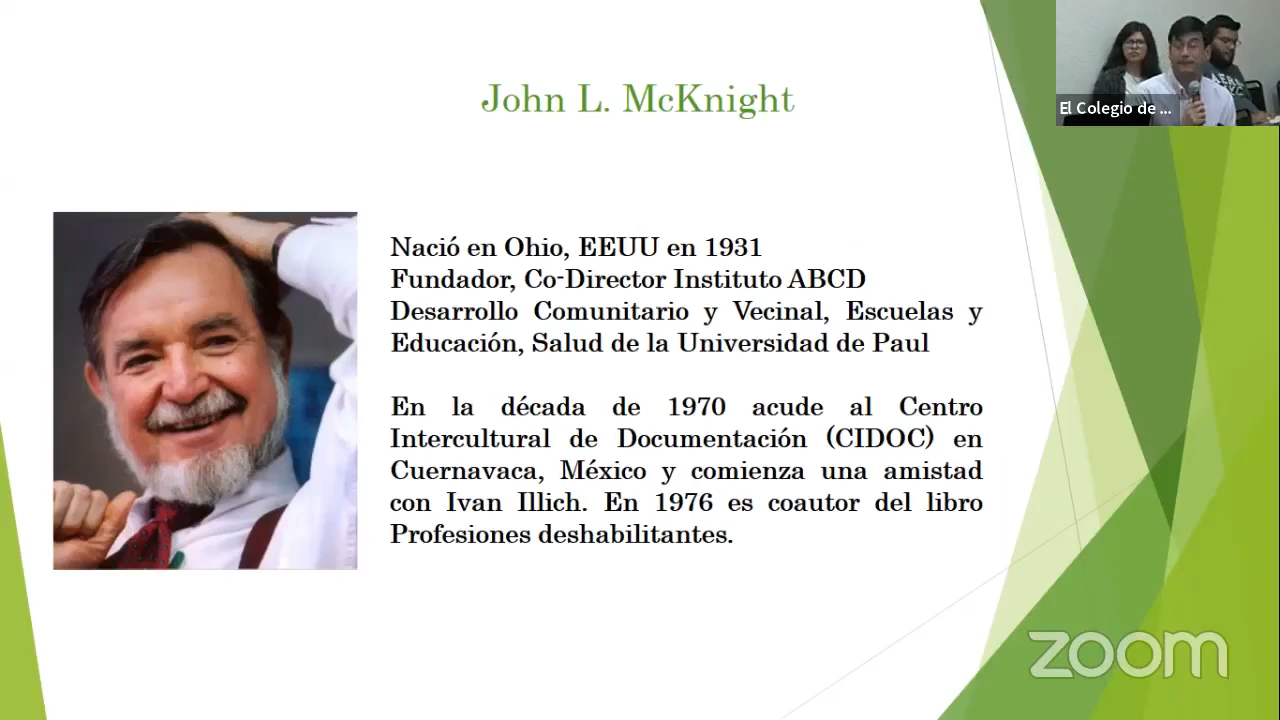 John L. McKnight
El Colegio de ...
Nació en Ohio, EEUU en 1931
Fundador, Co-Director Instituto ABCD
Desarrollo Comunitario y Vecinal, Escuelas y
Educación, Salud de la Universidad de Paul
En la década de 1970 acude al Centro
Intercultural de Documentación (CIDOC) en
Cuernavaca, México y comienza una amistad
con Ivan Illich. En 1976 es coautor del libro
Profesiones deshabilitantes.
zoom